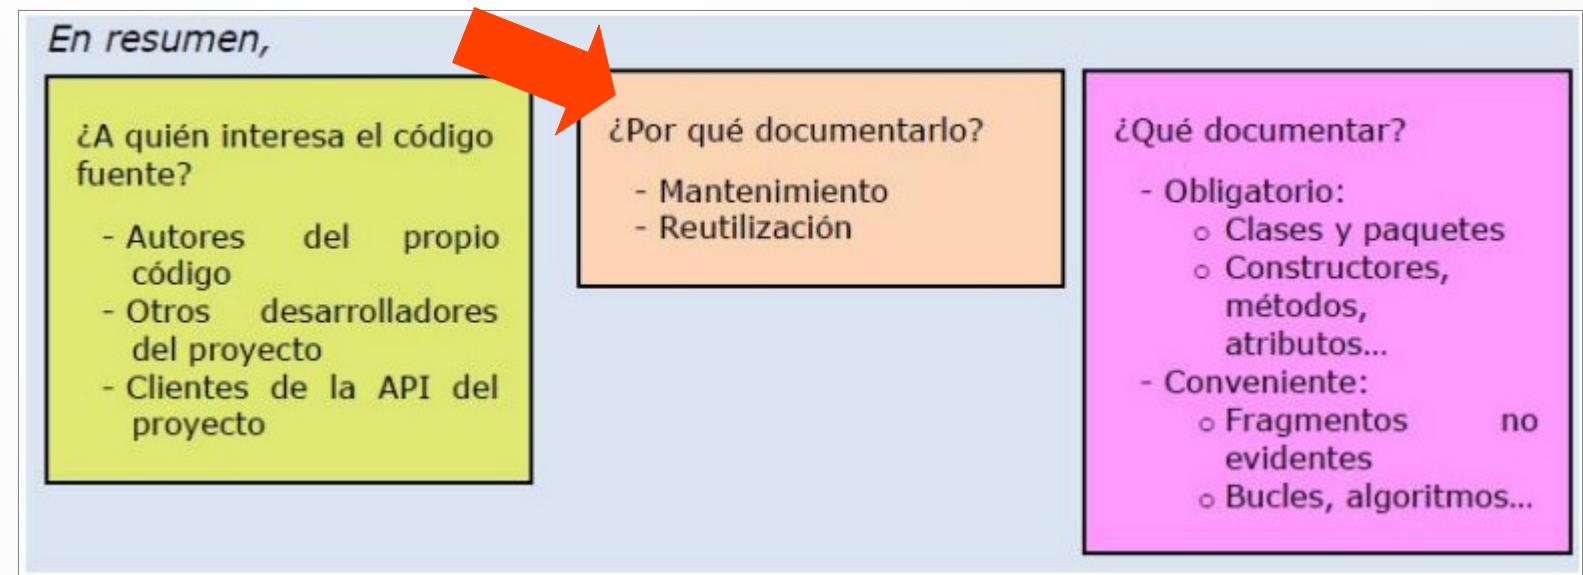 En resumen,
¿A quién interesa el código
fuente?
- Autores del propio
código
- Otros desarrolladores
del proyecto
- Clientes de la API del
proyecto
¿Por qué documentarlo?
- Mantenimiento
- Reutilización
¿Qué documentar?
- Obligatorio:
o Clases y paquetes
o Constructores,
métodos,
atributos...
- Conveniente:
o Fragmentos no
evidentes
o Bucles, algoritmos...